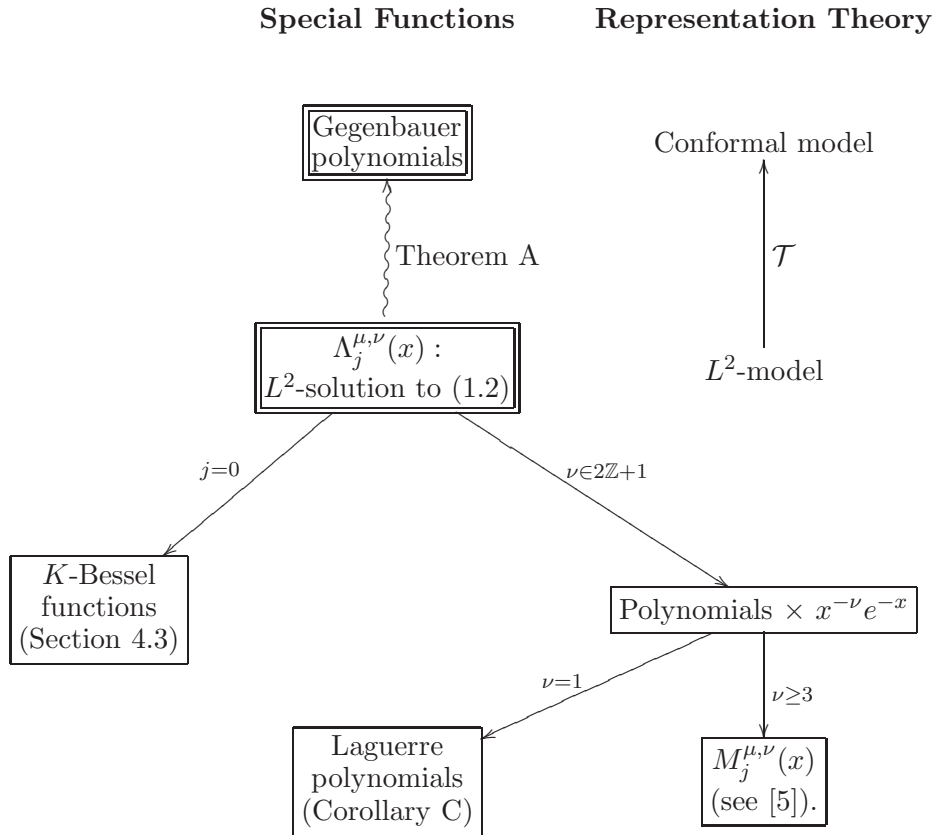 Special Functions
Representation Theory
Gegenbauer
polynomials
Conformal model
Theorem A
𝒯
Λ_j^{μ,ν}(x) :
L²-solution to (1.2)
L²-model
j=0
ν∈2ℤ+1
K-Bessel
functions
(Section 4.3)
Polynomials × x^{-ν}e^{-x}
ν=1
ν≥3
Laguerre
polynomials
(Corollary C)
M_j^{μ,ν}(x)
(see [5]).